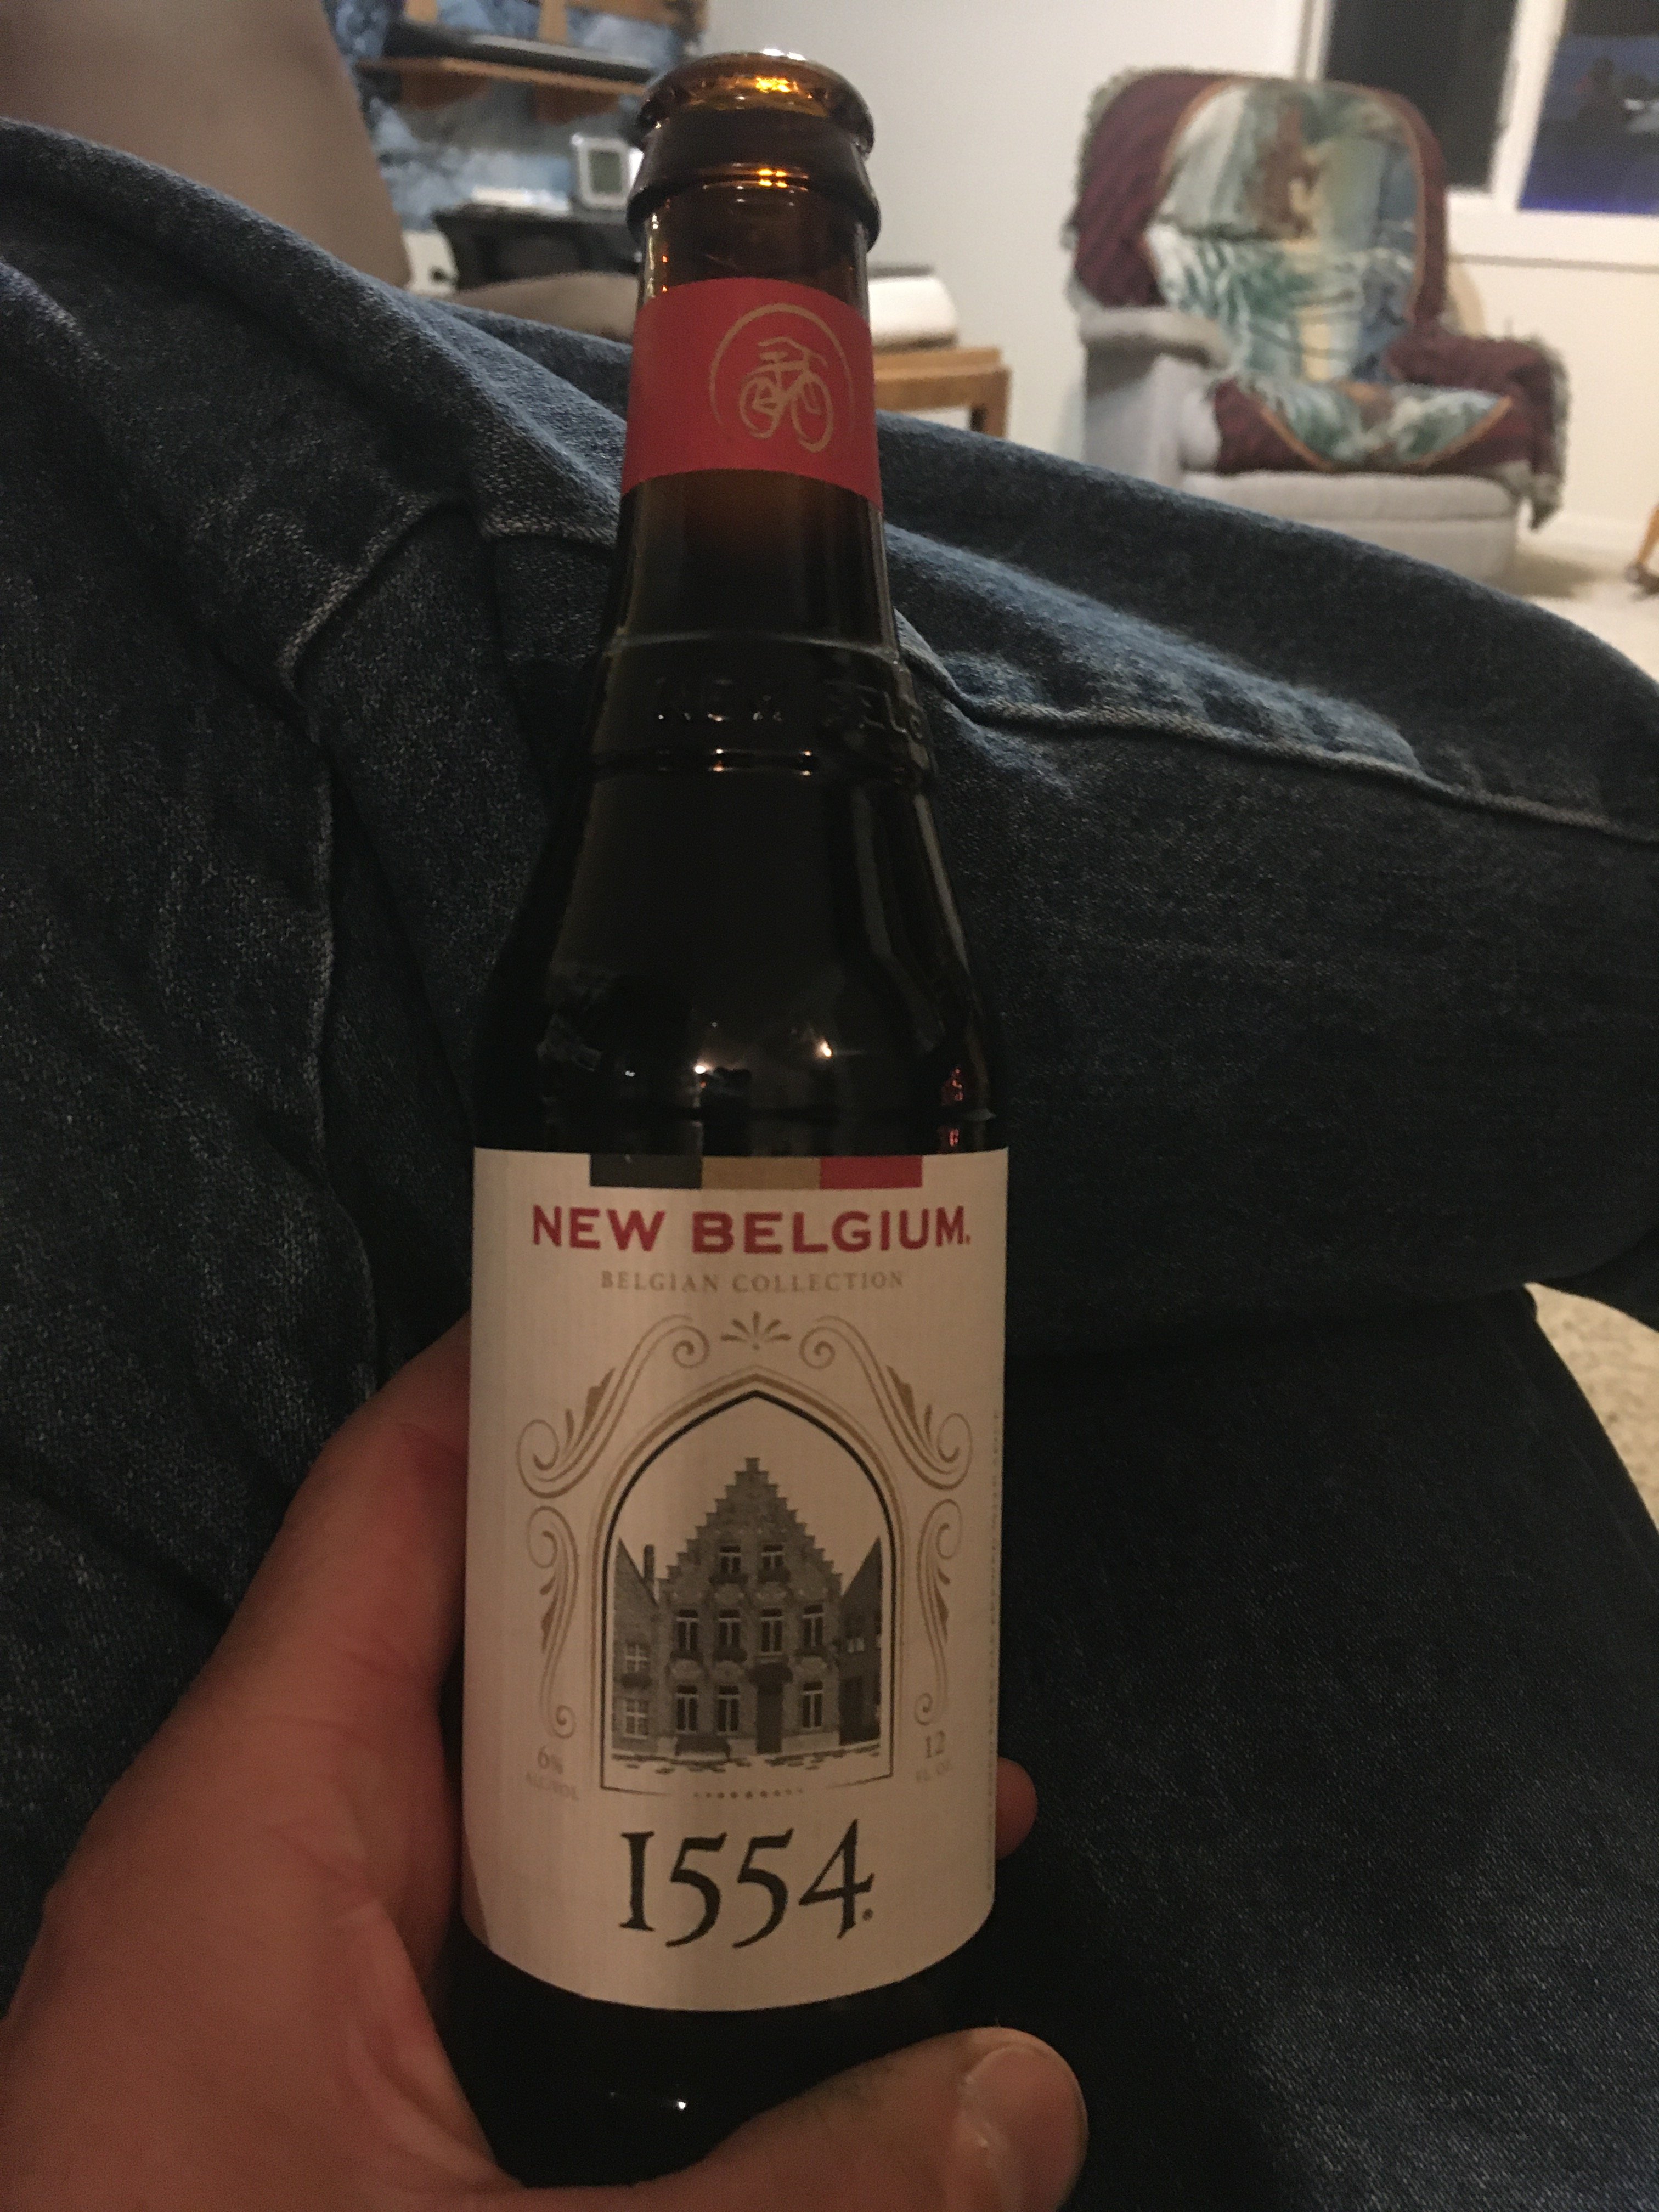 NEW BELGIUM.
BELGIAN COLLECTION
6%
ALC/VOL
12
FL. OZ.
1554.